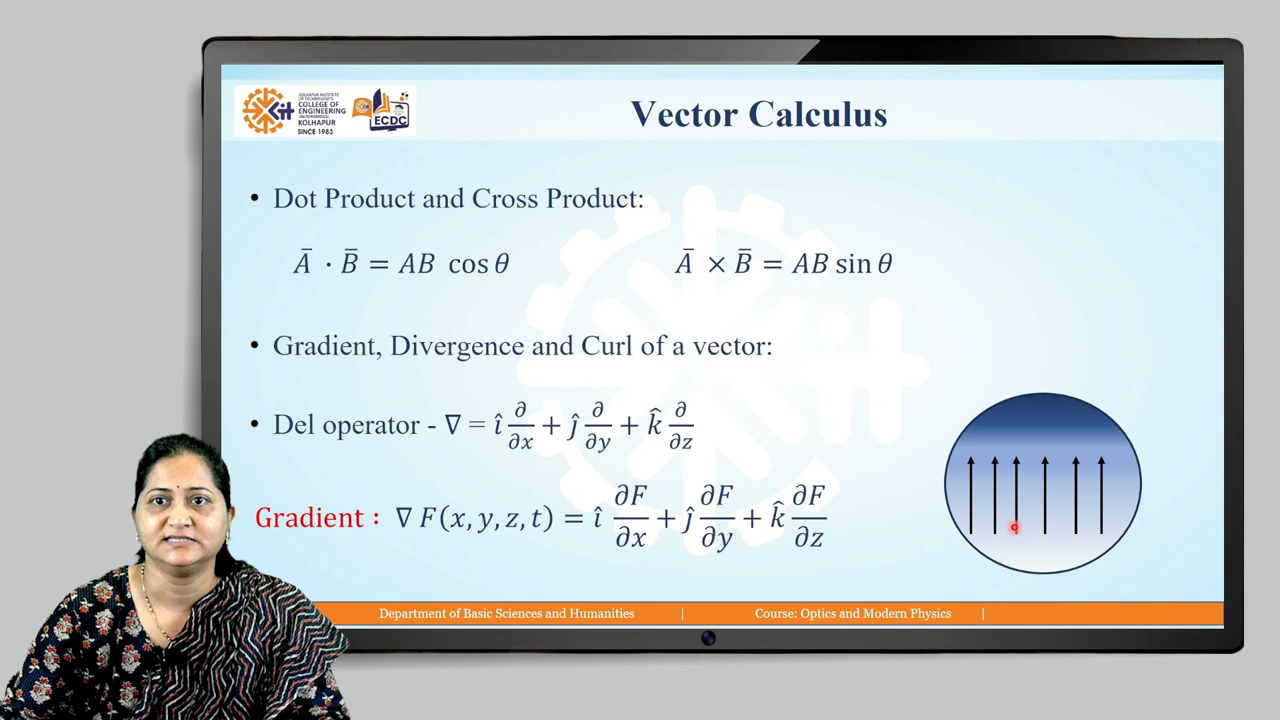 KOLHAPUR INSTITUTE
OF TECHNOLOGY'S
COLLEGE OF
ENGINEERING
(AUTONOMOUS),
KOLHAPUR
SINCE 1983
kit
ECDC
Vector Calculus
• Dot Product and Cross Product:
Ā · B̄ = AB cos θ
Ā × B̄ = AB sin θ
• Gradient, Divergence and Curl of a vector:
• Del operator - ∇ = î ∂/∂x + ĵ ∂/∂y + k̂ ∂/∂z
Gradient : ∇ F(x, y, z, t) = î ∂F/∂x + ĵ ∂F/∂y + k̂ ∂F/∂z
Department of Basic Sciences and Humanities | Course: Optics and Modern Physics |